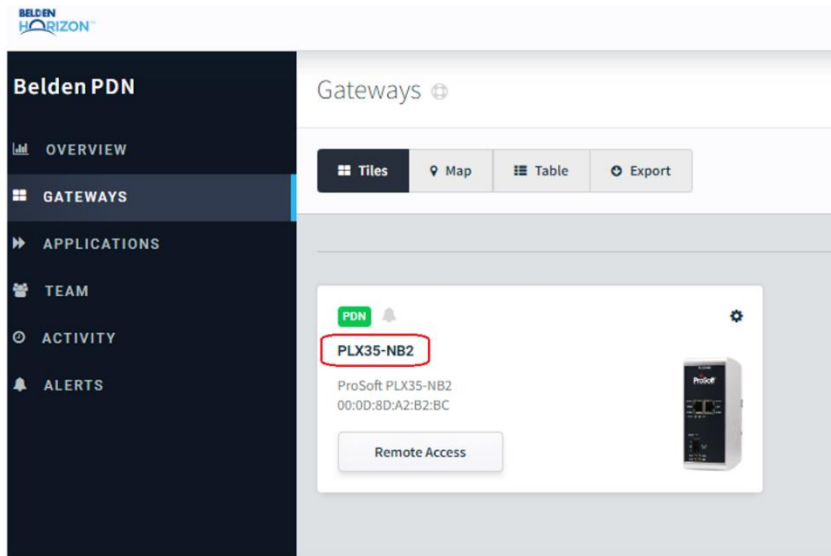 BELDEN
HORIZON™
Belden PDN
OVERVIEW
GATEWAYS
APPLICATIONS
TEAM
ACTIVITY
ALERTS
Gateways
Tiles Map Table Export
PDN
PLX35-NB2
ProSoft PLX35-NB2
00:0D:8D:A2:B2:BC
Remote Access
ProSoft